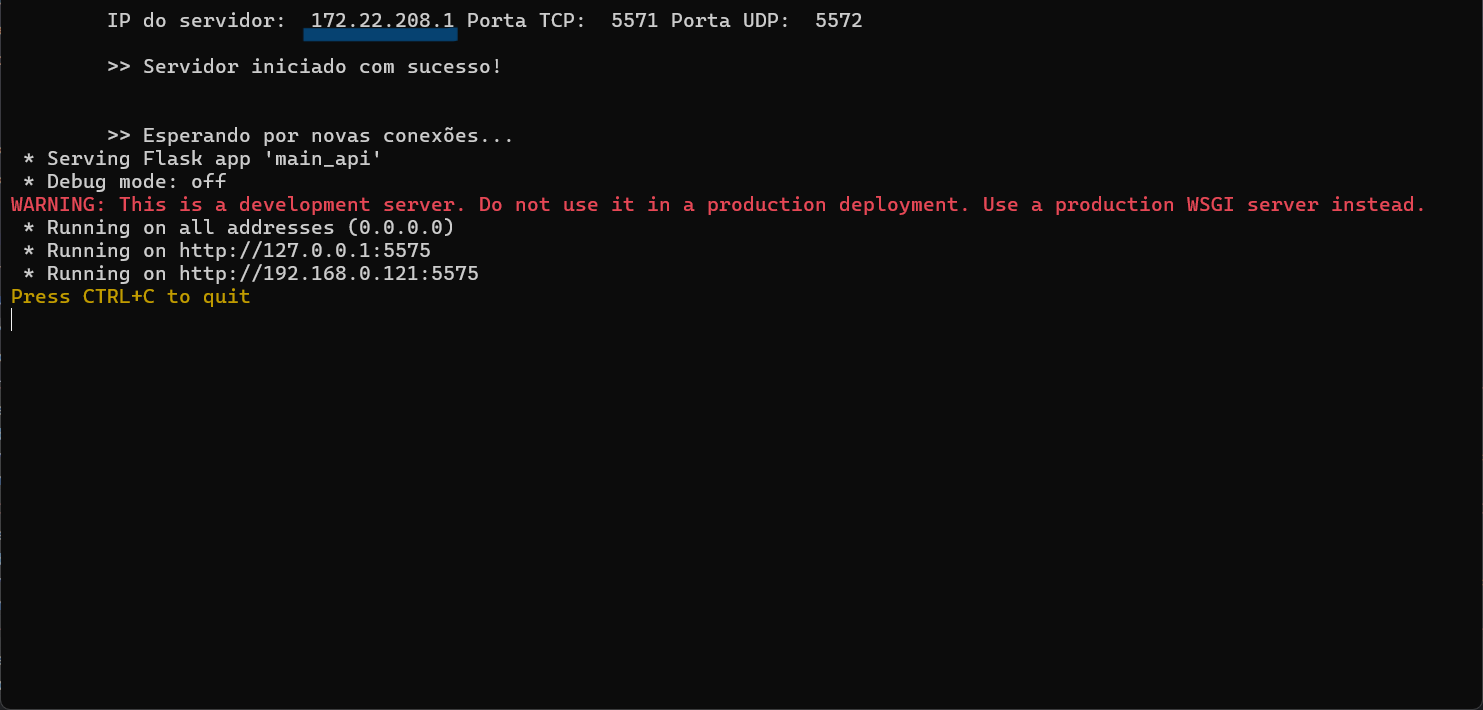 IP do servidor:  172.22.208.1 Porta TCP:  5571 Porta UDP:  5572
>> Servidor iniciado com sucesso!
>> Esperando por novas conexões...
* Serving Flask app 'main_api'
* Debug mode: off
WARNING: This is a development server. Do not use it in a production deployment. Use a production WSGI server instead.
* Running on all addresses (0.0.0.0)
* Running on http://127.0.0.1:5575
* Running on http://192.168.0.121:5575
Press CTRL+C to quit